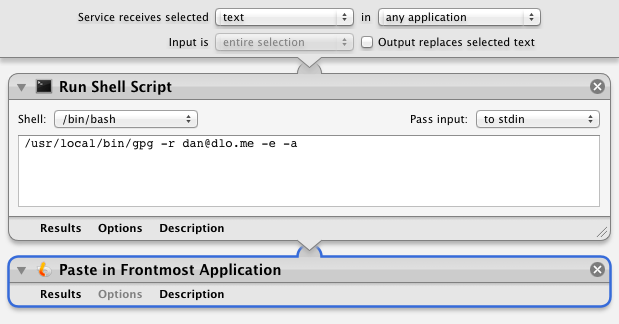 Service receives selected text in any application
Input is entire selection Output replaces selected text
Run Shell Script
Shell: /bin/bash Pass input: to stdin
/usr/local/bin/gpg -r dan@dlo.me -e -a
Results Options Description
Paste in Frontmost Application
Results Options Description